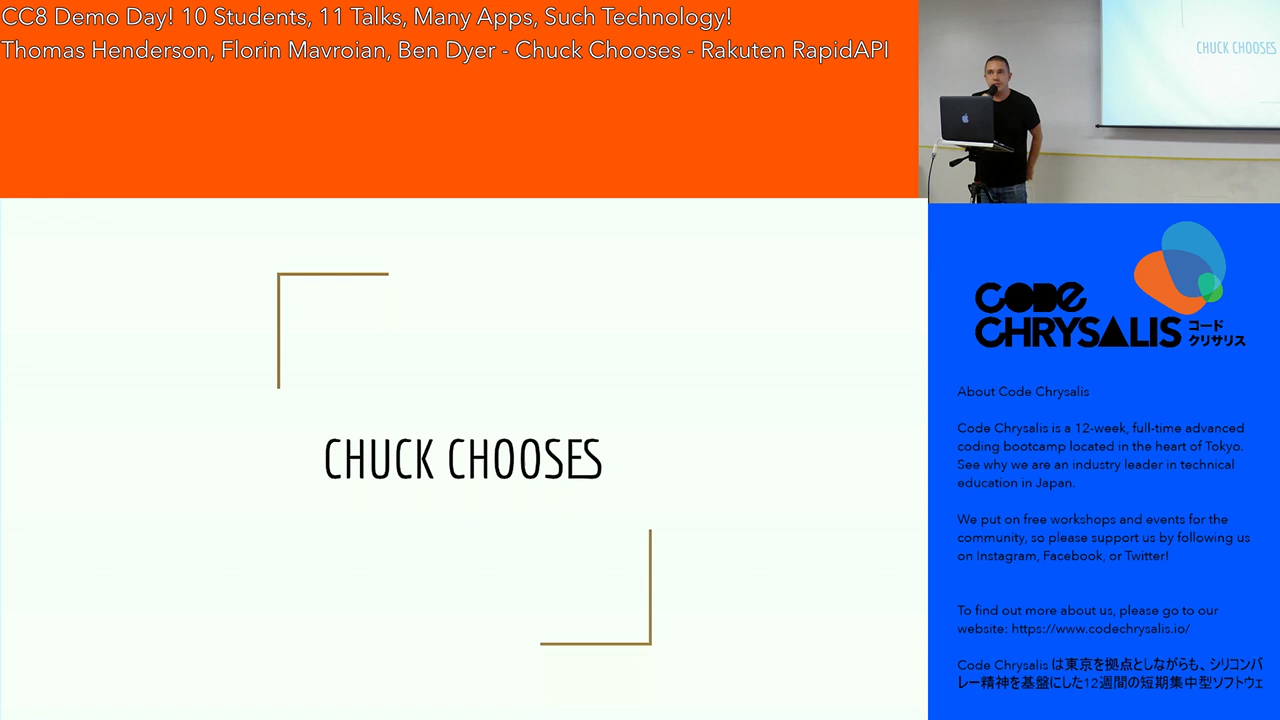 CC8 Demo Day! 10 Students, 11 Talks, Many Apps, Such Technology!
Thomas Henderson, Florin Mavroian, Ben Dyer - Chuck Chooses - Rakuten RapidAPI
CHUCK CHOOSES
CHUCK CHOOSES
CODe
CHRYSALIS
コード
クリサリス
About Code Chrysalis
Code Chrysalis is a 12-week, full-time advanced
coding bootcamp located in the heart of Tokyo.
See why we are an industry leader in technical
education in Japan.
We put on free workshops and events for the
community, so please support us by following us
on Instagram, Facebook, or Twitter!
To find out more about us, please go to our
website: https://www.codechrysalis.io/
Code Chrysalis は東京を拠点としながらも、シリコンバ
レー精神を基盤にした12週間の短期集中型ソフトウェ